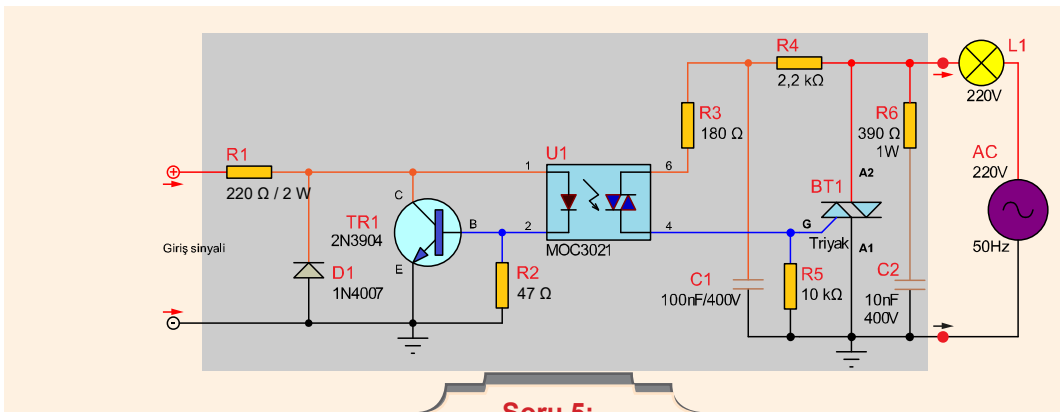 R1
220 Ω / 2 W
Giriş sinyali
D1
1N4007
TR1
2N3904
C
B
E
R2
47 Ω
U1
1
2
6
4
MOC3021
R3
180 Ω
R4
2,2 kΩ
C1
100nF/400V
R5
10 kΩ
G
BT1
Triyak
A2
A1
R6
390 Ω
1W
C2
10nF
400V
L1
220V
AC
220V
50Hz
Soru 5: